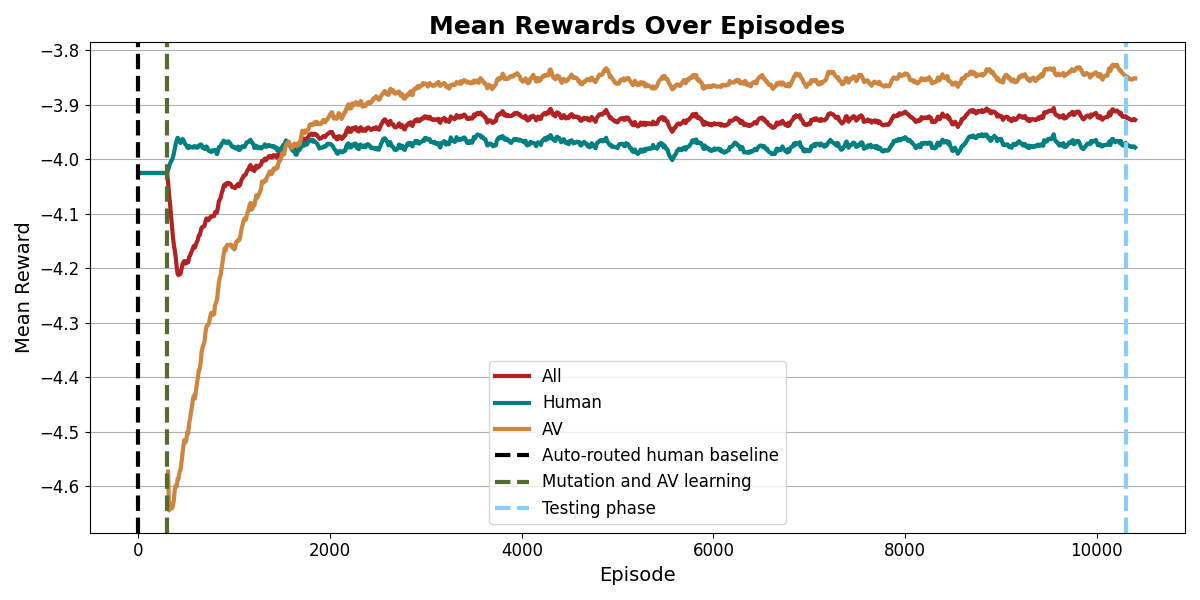 Mean Rewards Over Episodes
Mean Reward
−3.8
−3.9
−4.0
−4.1
−4.2
−4.3
−4.4
−4.5
−4.6
All
Human
AV
Auto-routed human baseline
Mutation and AV learning
Testing phase
0 2000 4000 6000 8000 10000
Episode